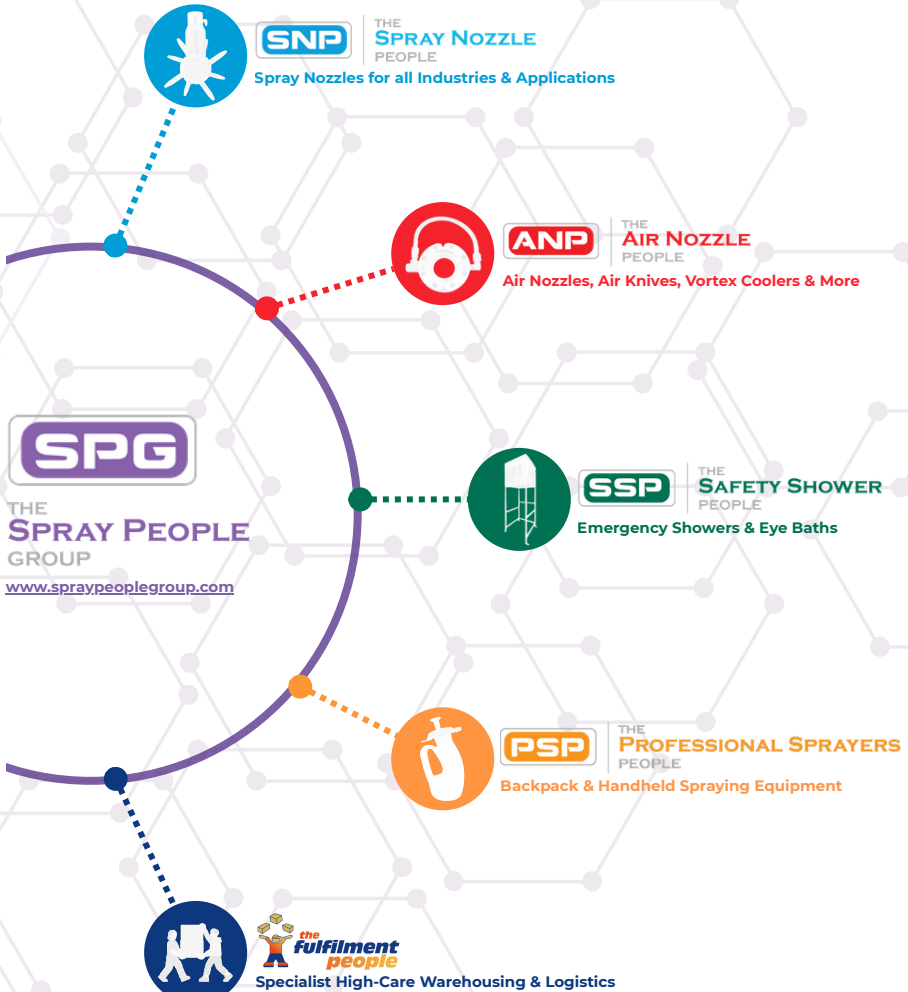 SNP
THE
SPRAY NOZZLE
PEOPLE
Spray Nozzles for all Industries & Applications
ANP
THE
AIR NOZZLE
PEOPLE
Air Nozzles, Air Knives, Vortex Coolers & More
SPG
THE
SPRAY PEOPLE
GROUP
www.spraypeoplegroup.com
SSP
THE
SAFETY SHOWER
PEOPLE
Emergency Showers & Eye Baths
PSP
THE
PROFESSIONAL SPRAYERS
PEOPLE
Backpack & Handheld Spraying Equipment
the
fulfilment
people
Specialist High-Care Warehousing & Logistics